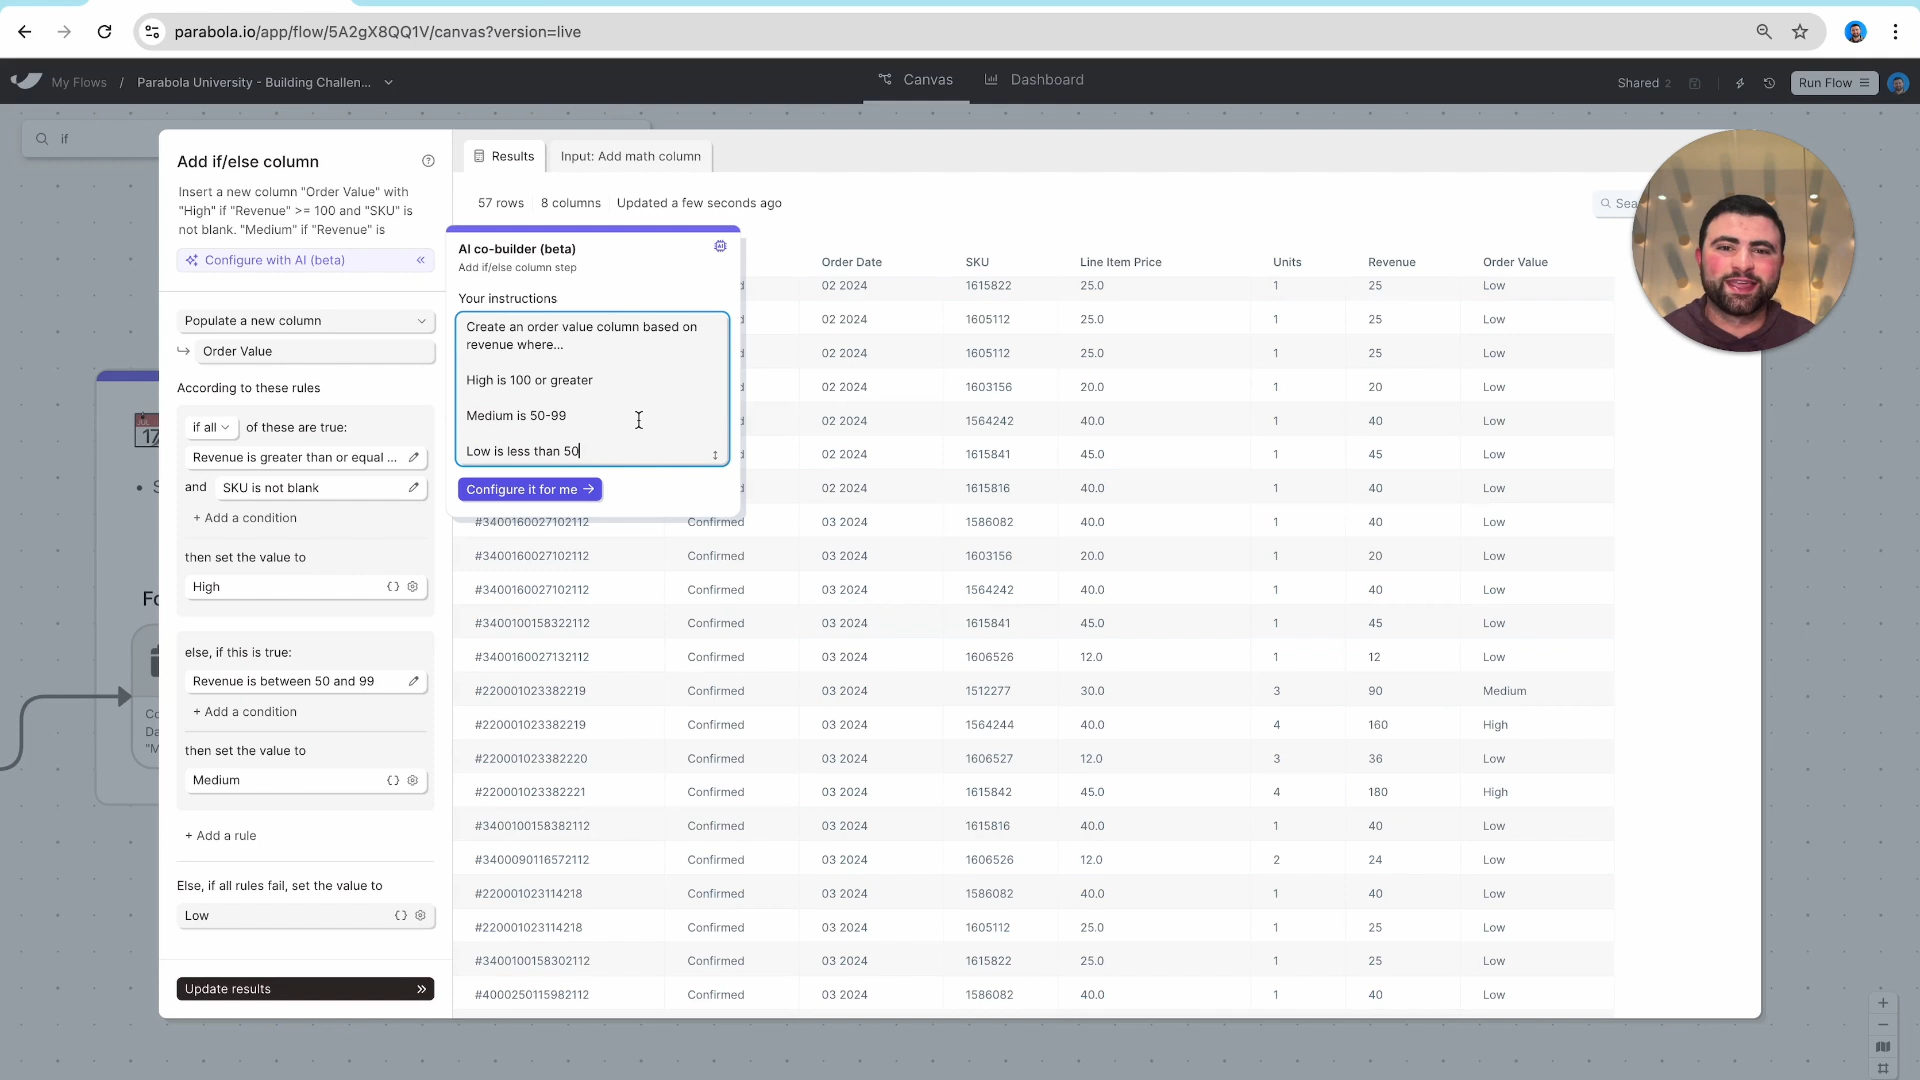 parabola.io/app/flow/5A2gX8QQ1V/canvas?version=live
My Flows / Parabola University - Building Challen...
Canvas
Dashboard
Shared 2
Run Flow
if
Add if/else column
Insert a new column "Order Value" with
"High" if "Revenue" >= 100 and "SKU" is
not blank. "Medium" if "Revenue" is
Configure with AI (beta)
Populate a new column
Order Value
According to these rules
if all of these are true:
Revenue is greater than or equal ...
and SKU is not blank
+ Add a condition
then set the value to
High
else, if this is true:
Revenue is between 50 and 99
+ Add a condition
then set the value to
Medium
+ Add a rule
Else, if all rules fail, set the value to
Low
Update results
AI co-builder (beta)
Add if/else column step
Your instructions
Create an order value column based on
revenue where...
High is 100 or greater
Medium is 50-99
Low is less than 50
Configure it for me
Results
Input: Add math column
57 rows 8 columns Updated a few seconds ago
Order Date SKU Line Item Price Units Revenue Order Value
02 2024 1615822 25.0 1 25 Low
02 2024 1605112 25.0 1 25 Low
02 2024 1605112 25.0 1 25 Low
02 2024 1603156 20.0 1 20 Low
02 2024 1564242 40.0 1 40 Low
02 2024 1615841 45.0 1 45 Low
02 2024 1615816 40.0 1 40 Low
#3400160027102112 Confirmed 03 2024 1586082 40.0 1 40 Low
#3400160027102112 Confirmed 03 2024 1603156 20.0 1 20 Low
#3400160027102112 Confirmed 03 2024 1564242 40.0 1 40 Low
#3400100158322112 Confirmed 03 2024 1615841 45.0 1 45 Low
#3400160027132112 Confirmed 03 2024 1606526 12.0 1 12 Low
#220001023382219 Confirmed 03 2024 1512277 30.0 3 90 Medium
#220001023382219 Confirmed 03 2024 1564244 40.0 4 160 High
#220001023382220 Confirmed 03 2024 1606527 12.0 3 36 Low
#220001023382221 Confirmed 03 2024 1615842 45.0 4 180 High
#3400100158382112 Confirmed 03 2024 1615816 40.0 1 40 Low
#3400090116572112 Confirmed 03 2024 1606526 12.0 2 24 Low
#220001023114218 Confirmed 03 2024 1586082 40.0 1 40 Low
#220001023114218 Confirmed 03 2024 1605112 25.0 1 25 Low
#3400100158302112 Confirmed 03 2024 1615822 25.0 1 25 Low
#4000250115982112 Confirmed 03 2024 1586082 40.0 1 40 Low